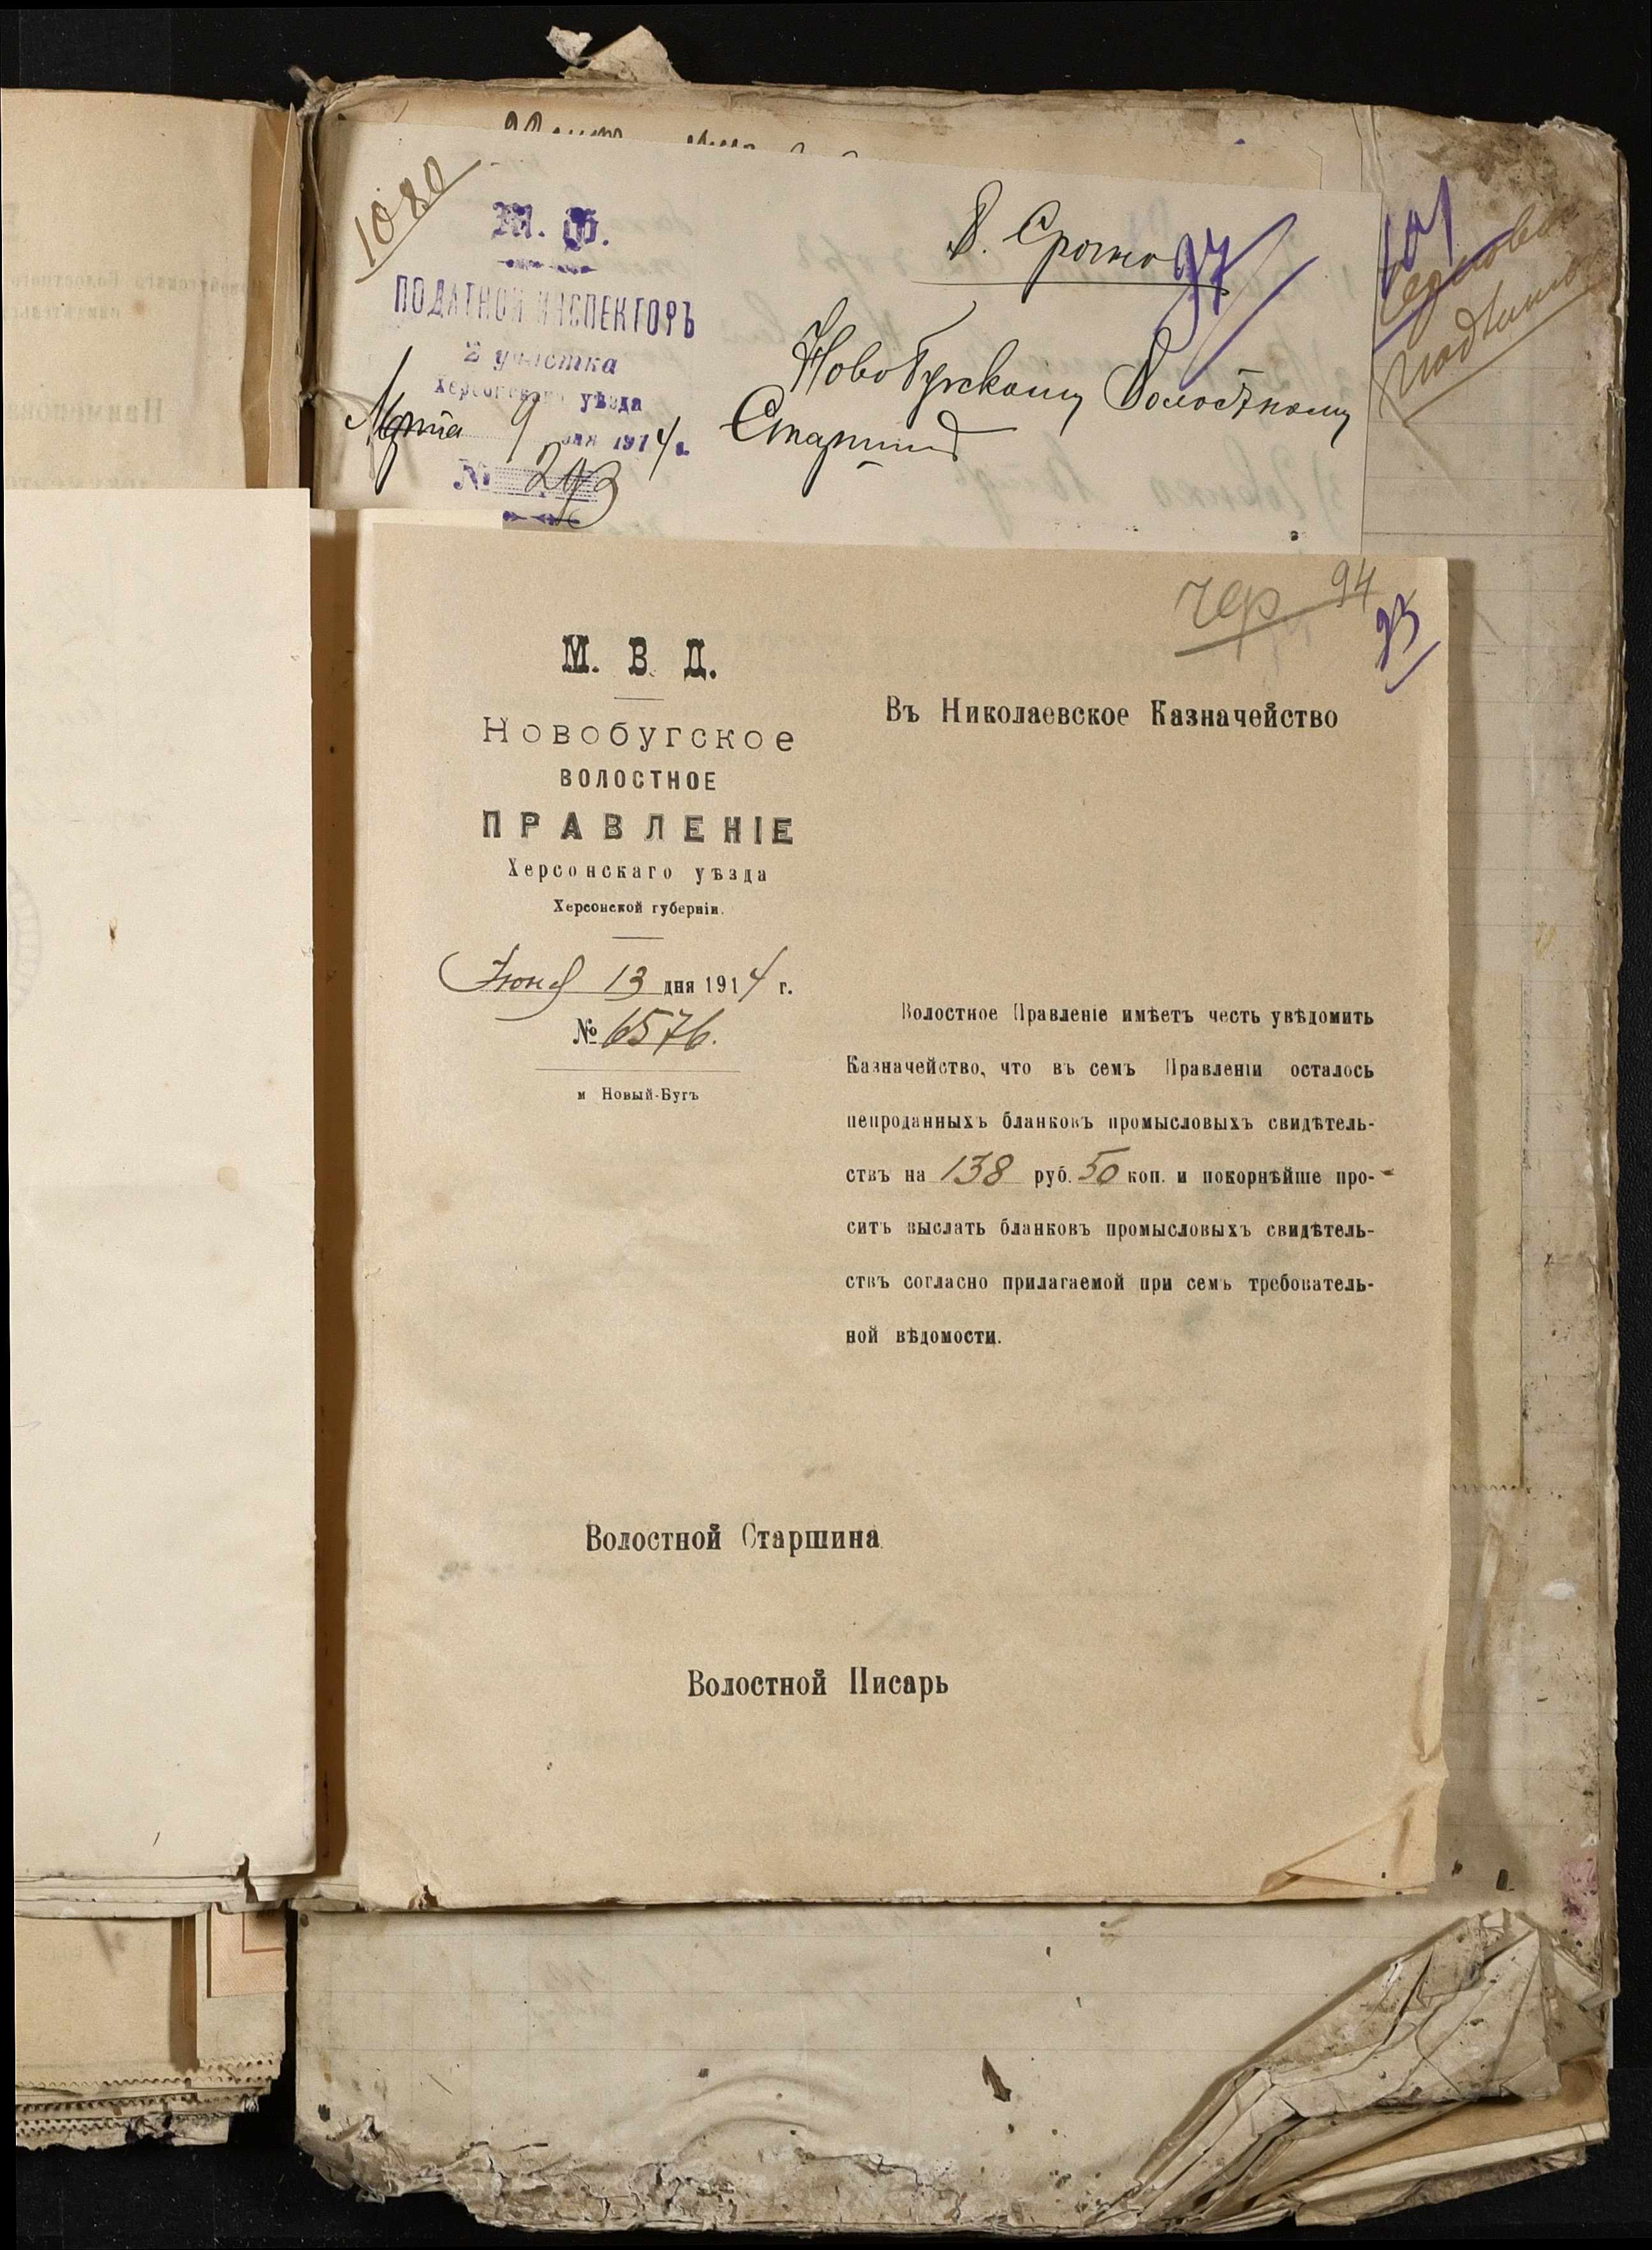 1080
М. Ф.
ПОДАТНОЙ ИНСПЕКТОРЪ
2 участка
Херсонскаго уѣзда
Марта 9 дня 1914 г.
№ 293
В. Срочно
97
Новобугскому Волостному
Старшинѣ
101
94
93
чер
М. В. Д.
Новобугское
ВОЛОСТНОЕ
ПРАВЛЕНІЕ
Херсонскаго уѣзда
Херсонской губерніи.
Іюня 13 дня 1914 г.
№ 6576.
м Новый-Бугъ
Въ Николаевское Казначейство
Волостное Правленіе имѣетъ честь увѣдомить
Казначейство, что въ семъ Правленіи осталось
непроданныхъ бланковъ промысловыхъ свидѣтель-
ствъ на 138 руб. 50 коп. и покорнѣйше про-
ситъ выслать бланковъ промысловыхъ свидѣтель-
ствъ согласно прилагаемой при семъ требователь-
ной вѣдомости.
Волостной Старшина
Волостной Писарь